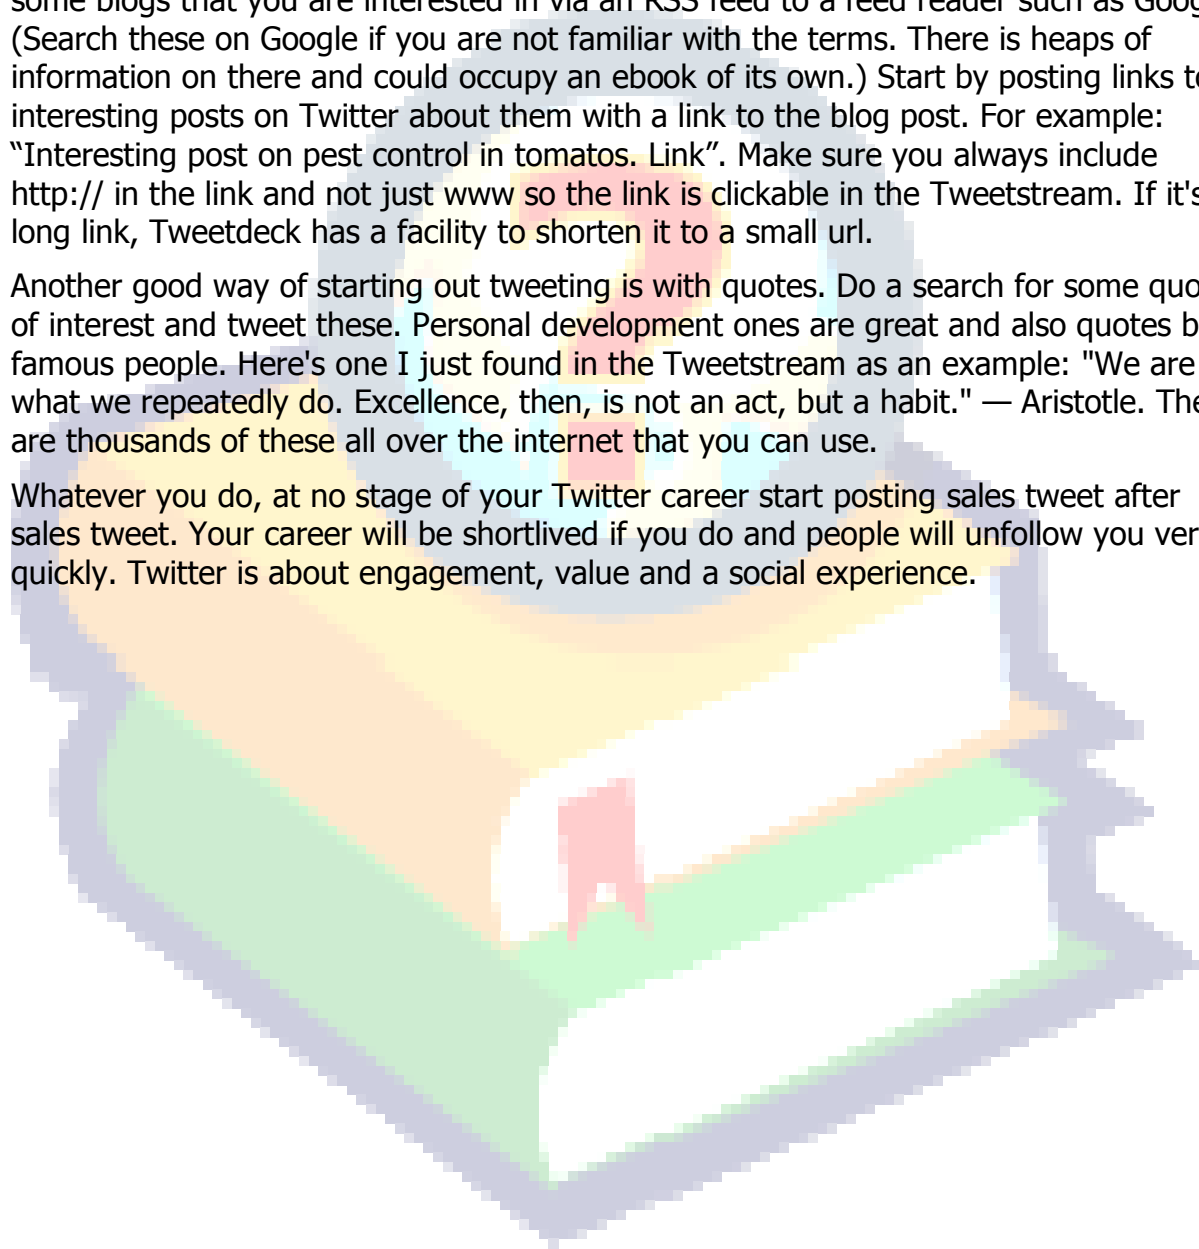 some blogs that you are interested in via an RSS feed to a feed reader such as Goog
(Search these on Google if you are not familiar with the terms. There is heaps of
information on there and could occupy an ebook of its own.) Start by posting links t
interesting posts on Twitter about them with a link to the blog post. For example:
“Interesting post on pest control in tomatos. Link”. Make sure you always include
http:// in the link and not just www so the link is clickable in the Tweetstream. If it's
long link, Tweetdeck has a facility to shorten it to a small url.
Another good way of starting out tweeting is with quotes. Do a search for some quo
of interest and tweet these. Personal development ones are great and also quotes b
famous people. Here's one I just found in the Tweetstream as an example: "We are
what we repeatedly do. Excellence, then, is not an act, but a habit." — Aristotle. The
are thousands of these all over the internet that you can use.
Whatever you do, at no stage of your Twitter career start posting sales tweet after
sales tweet. Your career will be shortlived if you do and people will unfollow you ver
quickly. Twitter is about engagement, value and a social experience.